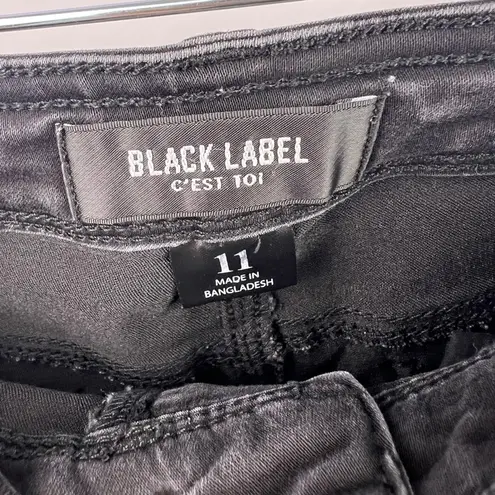 BLACK LABEL
C'EST TOI
11
MADE IN
BANGLADESH